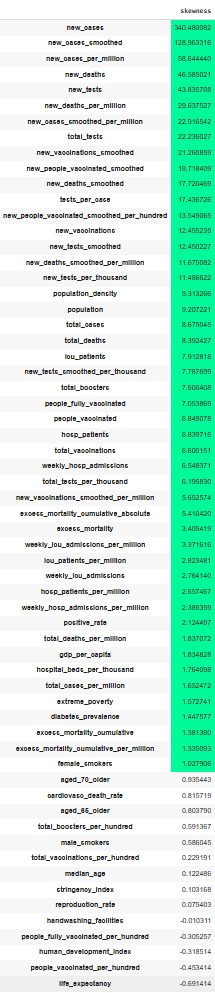 skewness
new_cases 340.480082
new_cases_smoothed 128.963316
new_cases_per_million 58.644440
new_deaths 46.585021
new_tests 43.835708
new_deaths_per_million 29.637527
new_cases_smoothed_per_million 22.916542
total_tests 22.236027
new_vaccinations_smoothed 21.260859
new_people_vaccinated_smoothed 19.718409
new_deaths_smoothed 17.720469
tests_per_case 17.436726
new_people_vaccinated_smoothed_per_hundred 13.549065
new_vaccinations 12.455235
new_tests_smoothed 12.450227
new_deaths_smoothed_per_million 11.675082
new_tests_per_thousand 11.486622
population_density 9.313266
population 9.207221
total_cases 8.675045
total_deaths 8.392427
icu_patients 7.912818
new_tests_smoothed_per_thousand 7.787699
total_boosters 7.600408
people_fully_vaccinated 7.053869
people_vaccinated 6.849078
hosp_patients 6.839716
total_vaccinations 6.600151
weekly_hosp_admissions 6.548371
total_tests_per_thousand 6.195830
new_vaccinations_smoothed_per_million 5.652574
excess_mortality_cumulative_absolute 5.410420
excess_mortality 3.405419
weekly_icu_admissions_per_million 3.371616
icu_patients_per_million 2.823481
weekly_icu_admissions 2.764140
hosp_patients_per_million 2.657467
weekly_hosp_admissions_per_million 2.389359
positive_rate 2.124497
total_deaths_per_million 1.837072
gdp_per_capita 1.834828
hospital_beds_per_thousand 1.764098
total_cases_per_million 1.652472
extreme_poverty 1.572741
diabetes_prevalence 1.447577
excess_mortality_cumulative 1.381380
excess_mortality_cumulative_per_million 1.335093
female_smokers 1.027906
aged_70_older 0.935443
cardiovasc_death_rate 0.815719
aged_65_older 0.803790
total_boosters_per_hundred 0.591367
male_smokers 0.586045
total_vaccinations_per_hundred 0.229191
median_age 0.122486
stringency_index 0.103168
reproduction_rate 0.075403
handwashing_facilities -0.010311
people_fully_vaccinated_per_hundred -0.305257
human_development_index -0.318514
people_vaccinated_per_hundred -0.453414
life_expectancy -0.691414